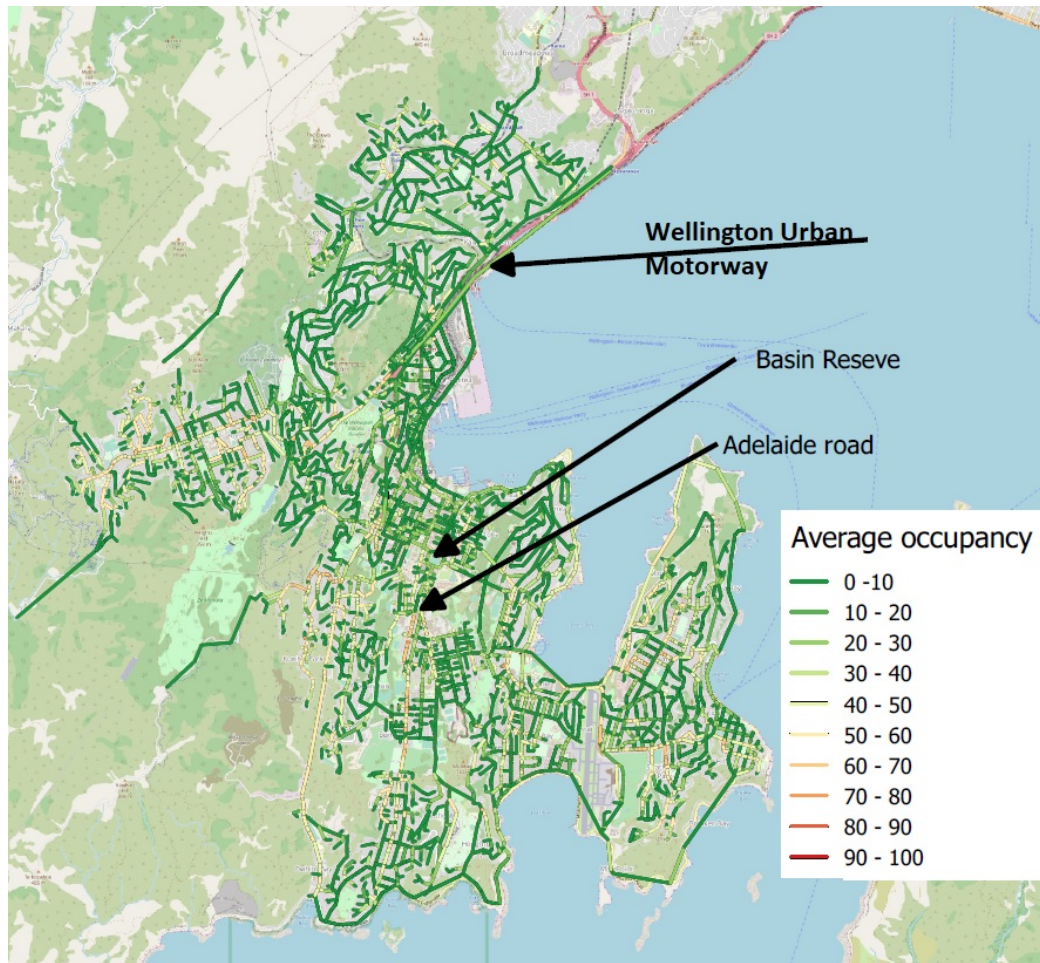 Wellington Urban
Motorway
Basin Reseve
Adelaide road
Average occupancy
0 -10
10 - 20
20 - 30
30 - 40
40 - 50
50 - 60
60 - 70
70 - 80
80 - 90
90 - 100